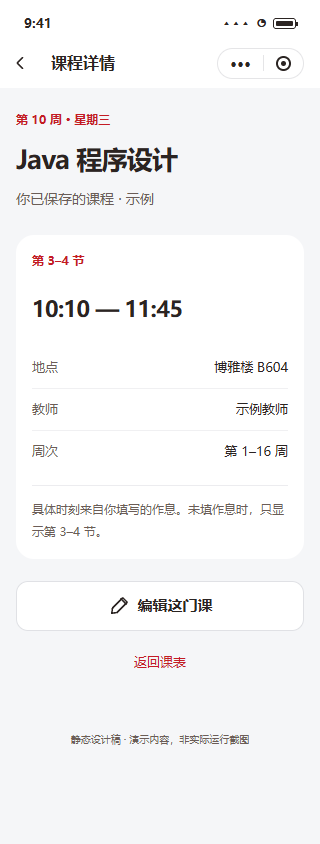 9:41
课程详情
第 10 周 • 星期三
Java 程序设计
你已保存的课程 · 示例
第 3–4 节
10:10 — 11:45
地点 博雅楼 B604
教师 示例教师
周次 第 1–16 周
具体时刻来自你填写的作息。未填作息时，只显
示第 3–4 节。
编辑这门课
返回课表
静态设计稿 · 演示内容，非实际运行截图